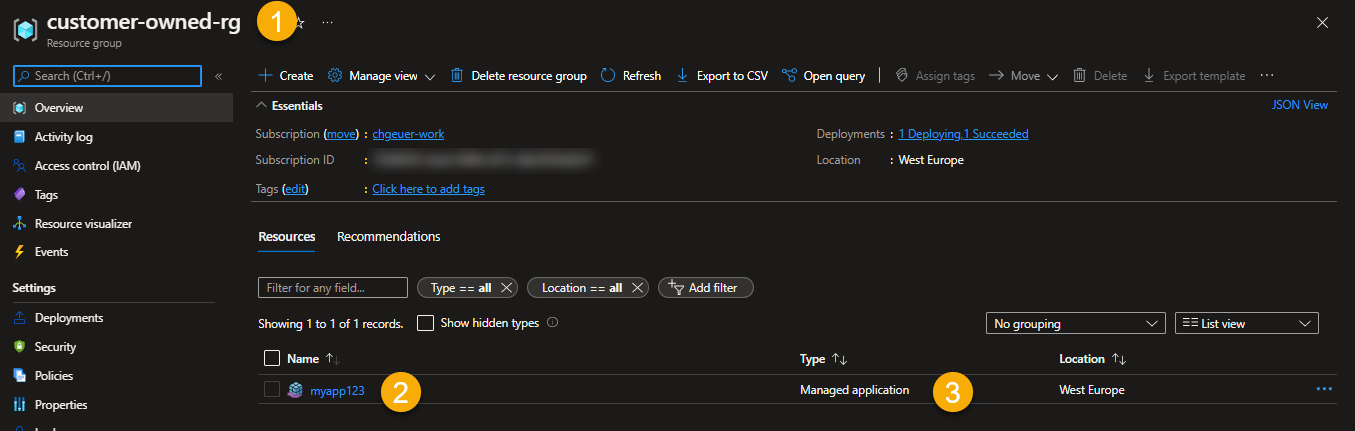 customer-owned-rg
1
...
Resource group
Search (Ctrl+/)
«
Overview
Activity log
Access control (IAM)
Tags
Resource visualizer
Events
Settings
Deployments
Security
Policies
Properties
Create
Manage view
Delete resource group
Refresh
Export to CSV
Open query
Assign tags
Move
Delete
Export template
...
Essentials
JSON View
Subscription (move) : chgeuer-work
Deployments : 1 Deploying,1 Succeeded
Subscription ID :
Location : West Europe
Tags (edit) : Click here to add tags
Resources Recommendations
Filter for any field...
Type == all
Location == all
Add filter
Showing 1 to 1 of 1 records.
Show hidden types
No grouping
List view
Name
Type
Location
myapp123
2
Managed application
3
West Europe
...